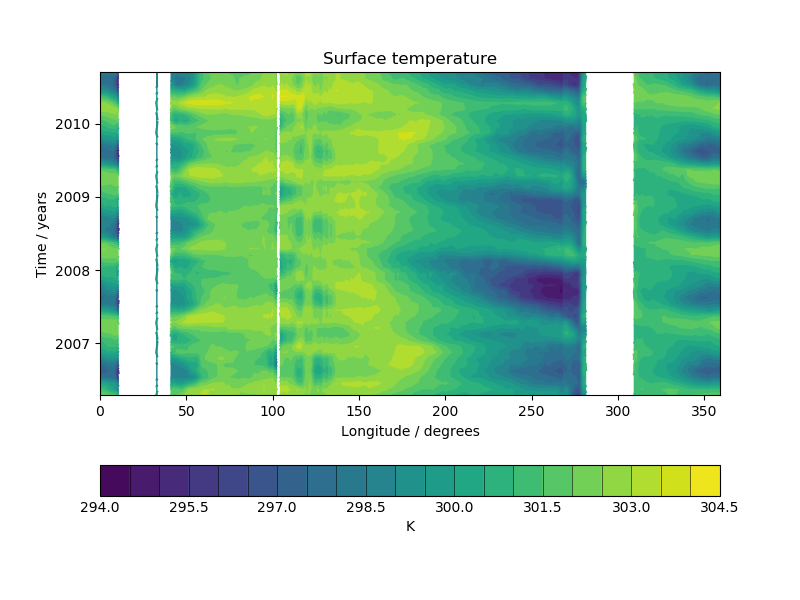 Surface temperature
2010
2009
2008
2007
Time / years
0 50 100 150 200 250 300 350
Longitude / degrees
294.0 295.5 297.0 298.5 300.0 301.5 303.0 304.5
K